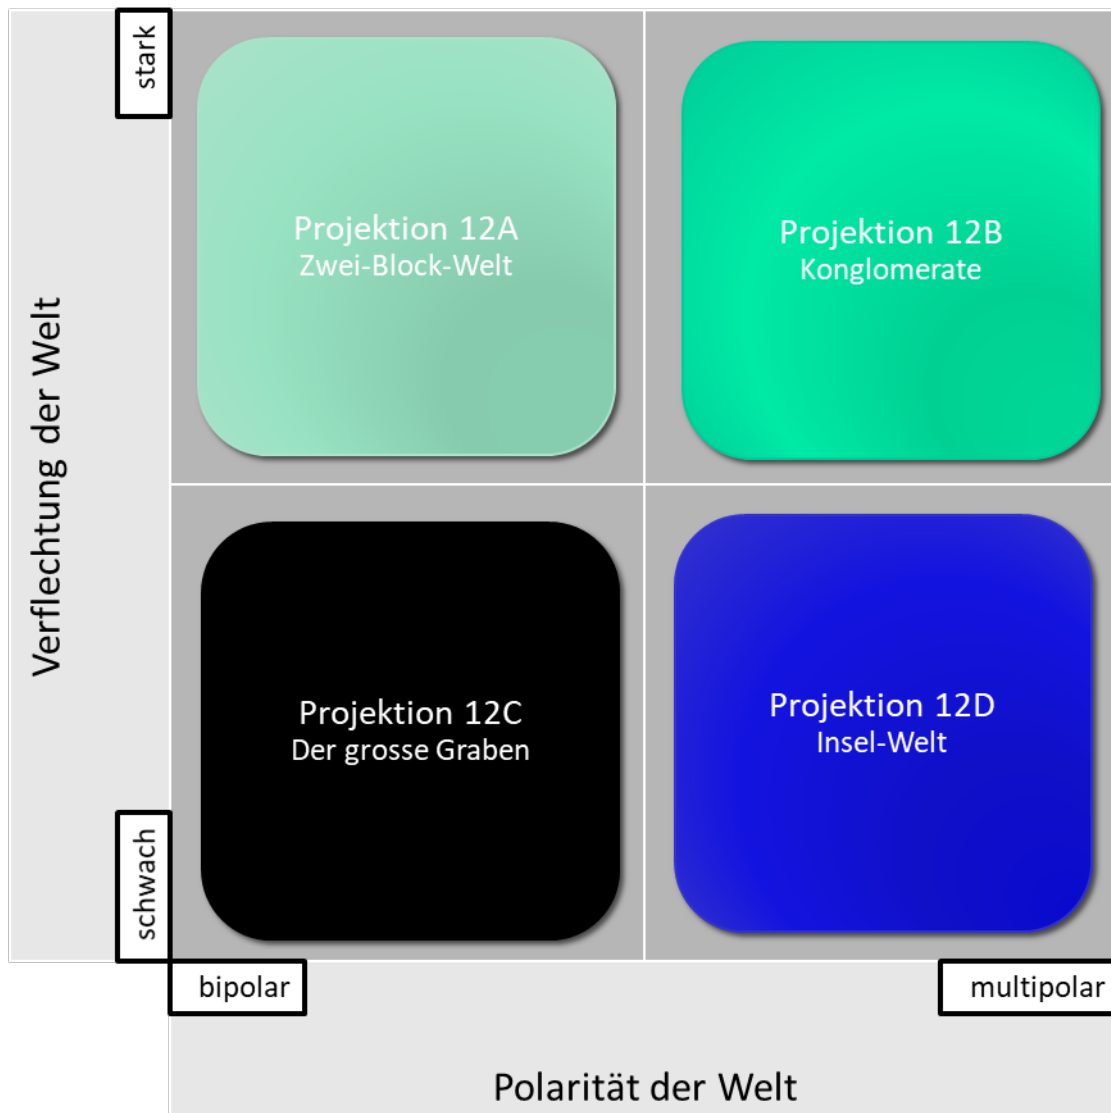 stark
Projektion 12A
Zwei-Block-Welt
Projektion 12B
Konglomerate
Verflechtung der Welt
Projektion 12C
Der grosse Graben
Projektion 12D
Insel-Welt
schwach
bipolar
multipolar
Polarität der Welt